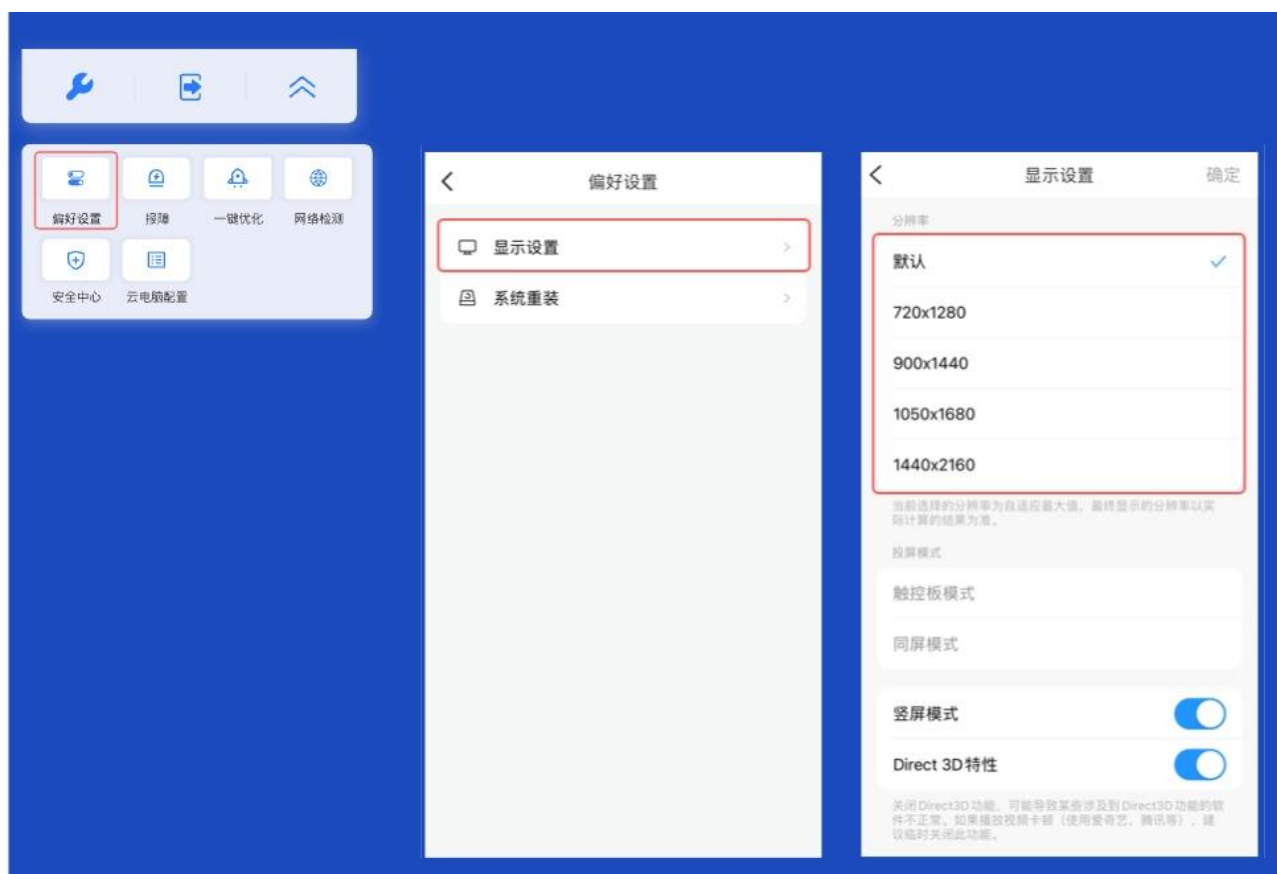 偏好设置
报障
一键优化
网络检测
安全中心
云电脑配置
偏好设置
显示设置
系统重装
显示设置
确定
分辨率
默认
720x1280
900x1440
1050x1680
1440x2160
当前选择的分辨率为自适应最大值，最终显示的分辨率以实
际计算的结果为准。
投屏模式
触控板模式
同屏模式
竖屏模式
Direct 3D特性
关闭Direct3D功能，可能导致某些涉及到Direct3D功能的软
件不正常，如果播放视频卡顿（使用爱奇艺、腾讯等），建
议临时关闭此功能。